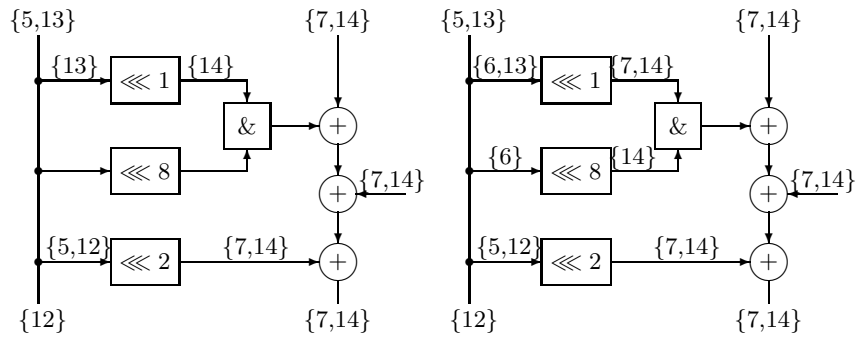 {5,13} {7,14} {5,13} {7,14}
{13} ⋘ 1 {14} {6,13} ⋘ 1 {7,14}
& + & +
⋘ 8 {6} ⋘ 8 {14}
+ {7,14} + {7,14}
{5,12} ⋘ 2 {7,14} + {5,12} ⋘ 2 {7,14} +
{12} {7,14} {12} {7,14}